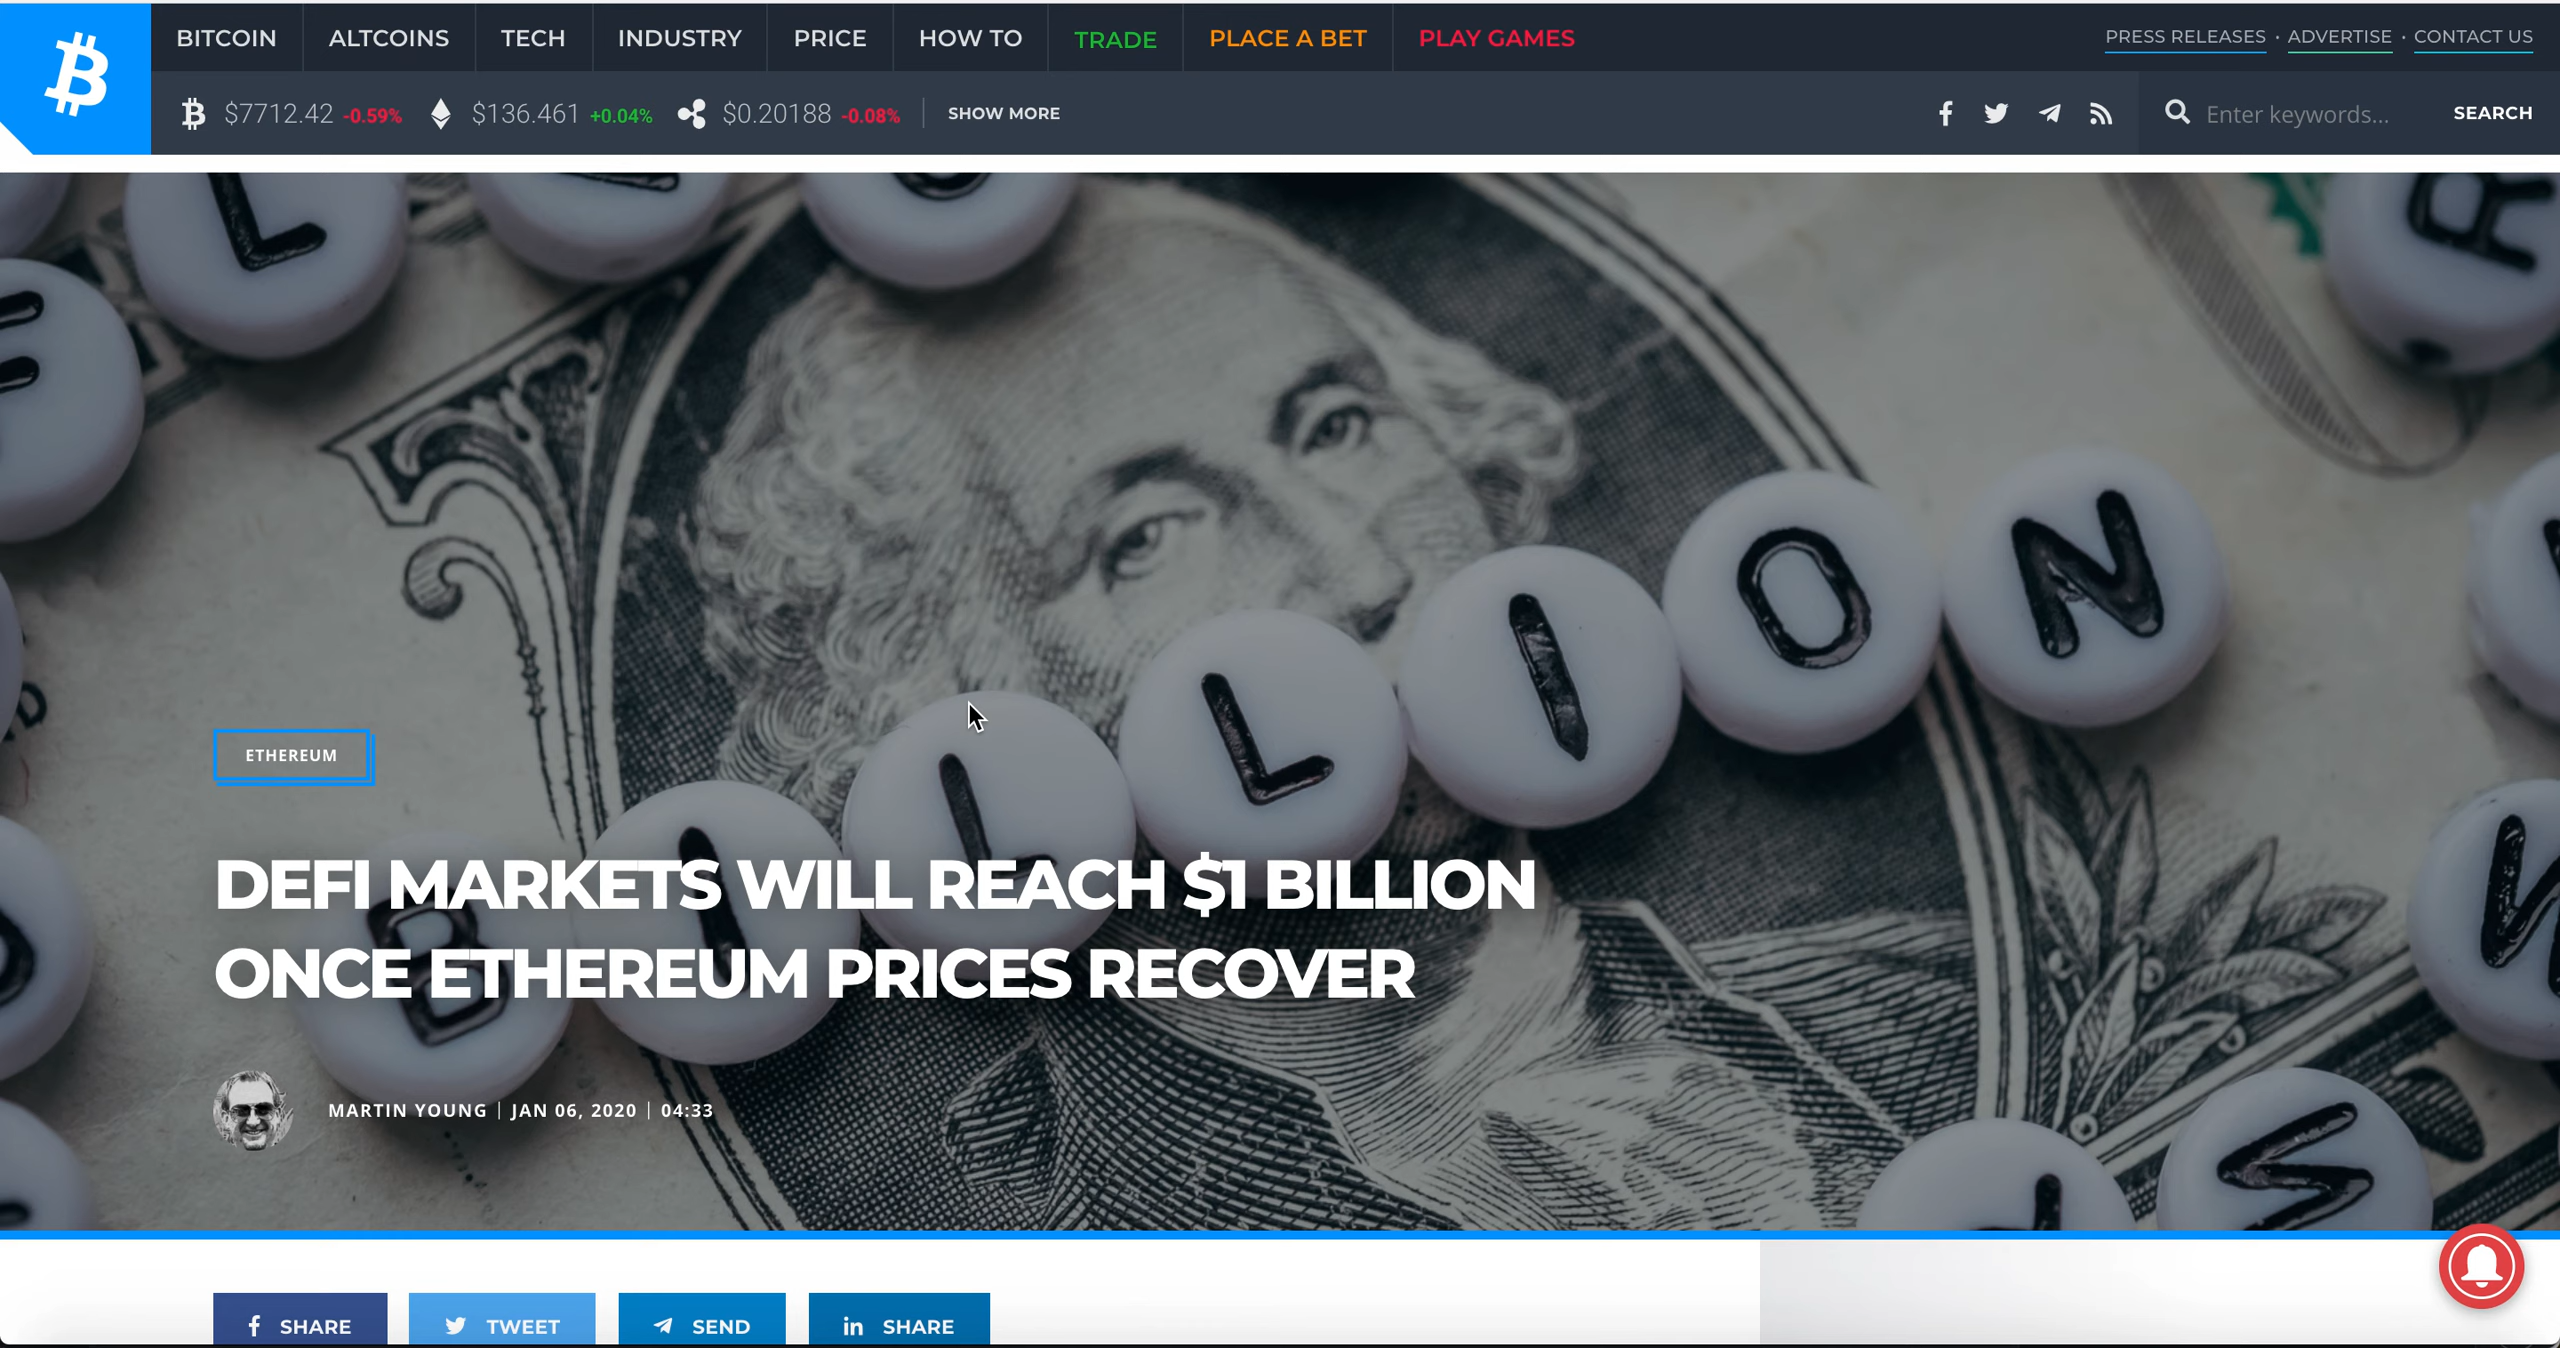 BITCOIN ALTCOINS TECH INDUSTRY PRICE HOW TO TRADE PLACE A BET PLAY GAMES PRESS RELEASES · ADVERTISE · CONTACT US
$7712.42 -0.59% $136.461 +0.04% $0.20188 -0.08% SHOW MORE Enter keywords... SEARCH
BILLION
ETHEREUM
DEFI MARKETS WILL REACH $1 BILLION
ONCE ETHEREUM PRICES RECOVER
MARTIN YOUNG | JAN 06, 2020 | 04:33
SHARE TWEET SEND SHARE